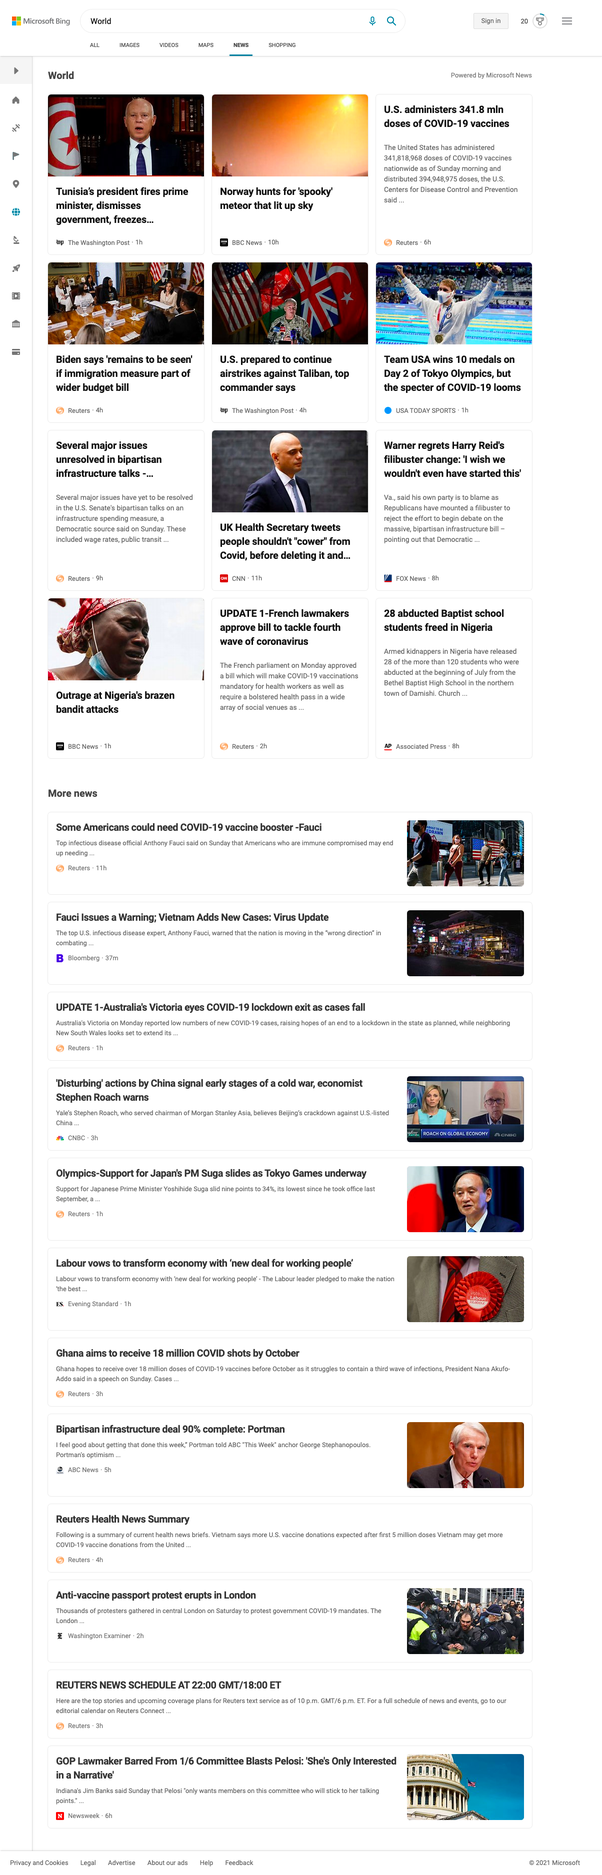 Microsoft Bing
World
Sign in
20
ALL
IMAGES
VIDEOS
MAPS
NEWS
SHOPPING
World
Powered by Microsoft News
Tunisia's president fires prime
minister, dismisses
government, freezes...
The Washington Post · 1h
Norway hunts for 'spooky'
meteor that lit up sky
BBC News · 10h
U.S. administers 341.8 mln
doses of COVID-19 vaccines
The United States has administered
341,818,968 doses of COVID-19 vaccines
nationwide as of Sunday morning and
distributed 394,948,975 doses, the U.S.
Centers for Disease Control and Prevention
said ...
Reuters · 6h
Biden says 'remains to be seen'
if immigration measure part of
wider budget bill
Reuters · 4h
U.S. prepared to continue
airstrikes against Taliban, top
commander says
The Washington Post · 4h
Team USA wins 10 medals on
Day 2 of Tokyo Olympics, but
the specter of COVID-19 looms
USA TODAY SPORTS · 1h
Several major issues
unresolved in bipartisan
infrastructure talks -...
Several major issues have yet to be resolved
in the U.S. Senate's bipartisan talks on an
infrastructure spending measure, a
Democratic source said on Sunday. These
included wage rates, public transit ...
Reuters · 9h
UK Health Secretary tweets
people shouldn't "cower" from
Covid, before deleting it and...
CNN · 11h
Warner regrets Harry Reid's
filibuster change: 'I wish we
wouldn't even have started this'
Va., said his own party is to blame as
Republicans have mounted a filibuster to
reject the effort to begin debate on the
massive, bipartisan infrastructure bill –
pointing out that Democratic ...
FOX News · 8h
Outrage at Nigeria's brazen
bandit attacks
BBC News · 1h
UPDATE 1-French lawmakers
approve bill to tackle fourth
wave of coronavirus
The French parliament on Monday approved
a bill which will make COVID-19 vaccinations
mandatory for health workers as well as
require a bolstered health pass in a wide
array of social venues as ...
Reuters · 2h
28 abducted Baptist school
students freed in Nigeria
Armed kidnappers in Nigeria have released
28 of the more than 120 students who were
abducted at the beginning of July from the
Bethel Baptist High School in the northern
town of Damishi. Church ...
AP
Associated Press · 8h
More news
Some Americans could need COVID-19 vaccine booster -Fauci
Top infectious disease official Anthony Fauci said on Sunday that Americans who are immune compromised may end
up needing ...
Reuters · 11h
Fauci Issues a Warning; Vietnam Adds New Cases: Virus Update
The top U.S. infectious disease expert, Anthony Fauci, warned that the nation is moving in the "wrong direction" in
combating ...
B
Bloomberg · 37m
UPDATE 1-Australia's Victoria eyes COVID-19 lockdown exit as cases fall
Australia's Victoria on Monday reported low numbers of new COVID-19 cases, raising hopes of an end to a lockdown in the state as planned, while neighboring
New South Wales looks set to extend its ...
Reuters · 1h
'Disturbing' actions by China signal early stages of a cold war, economist
Stephen Roach warns
Yale's Stephen Roach, who served chairman of Morgan Stanley Asia, believes Beijing's crackdown against U.S.-listed
China ...
CNBC · 3h
ROACH ON GLOBAL ECONOMY
CNBC
Olympics-Support for Japan's PM Suga slides as Tokyo Games underway
Support for Japanese Prime Minister Yoshihide Suga slid nine points to 34%, its lowest since he took office last
September, a ...
Reuters · 1h
Labour vows to transform economy with 'new deal for working people'
Labour vows to transform economy with 'new deal for working people' - The Labour leader pledged to make the nation
'the best ...
ES
Evening Standard · 1h
Labour
Ghana aims to receive 18 million COVID shots by October
Ghana hopes to receive over 18 million doses of COVID-19 vaccines before October as it struggles to contain a third wave of infections, President Nana Akufo-
Addo said in a speech on Sunday. Cases ...
Reuters · 3h
Bipartisan infrastructure deal 90% complete: Portman
I feel good about getting that done this week," Portman told ABC "This Week" anchor George Stephanopoulos.
Portman's optimism ...
ABC News · 5h
Reuters Health News Summary
Following is a summary of current health news briefs. Vietnam says more U.S. vaccine donations expected after first 5 million doses Vietnam may get more
COVID-19 vaccine donations from the United ...
Reuters · 4h
Anti-vaccine passport protest erupts in London
Thousands of protesters gathered in central London on Saturday to protest government COVID-19 mandates. The
London ...
Washington Examiner · 2h
REUTERS NEWS SCHEDULE AT 22:00 GMT/18:00 ET
Here are the top stories and upcoming coverage plans for Reuters text service as of 10 p.m. GMT/6 p.m. ET. For a full schedule of news and events, go to our
editorial calendar on Reuters Connect ...
Reuters · 3h
GOP Lawmaker Barred From 1/6 Committee Blasts Pelosi: 'She's Only Interested
in a Narrative'
Indiana's Jim Banks said Sunday that Pelosi "only wants members on this committee who will stick to her talking
points." ...
N
Newsweek · 6h
Privacy and Cookies
Legal
Advertise
About our ads
Help
Feedback
© 2021 Microsoft